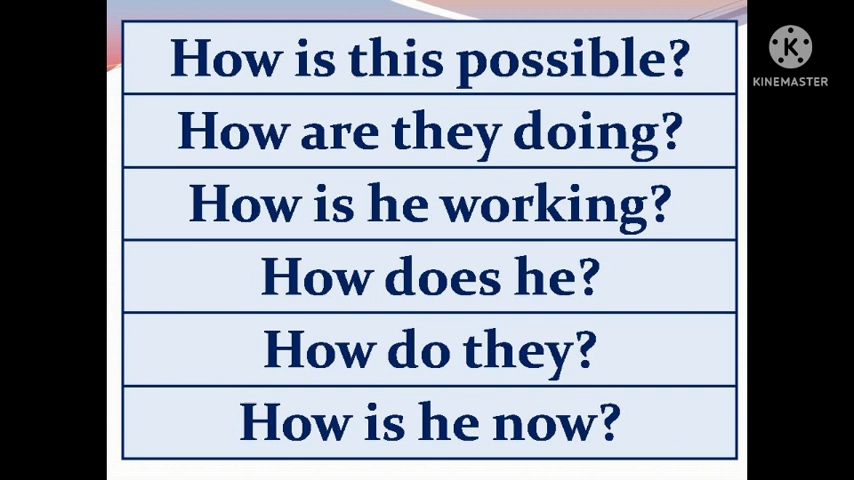 How is this possible?
How are they doing?
How is he working?
How does he?
How do they?
How is he now?
K
KINEMASTER